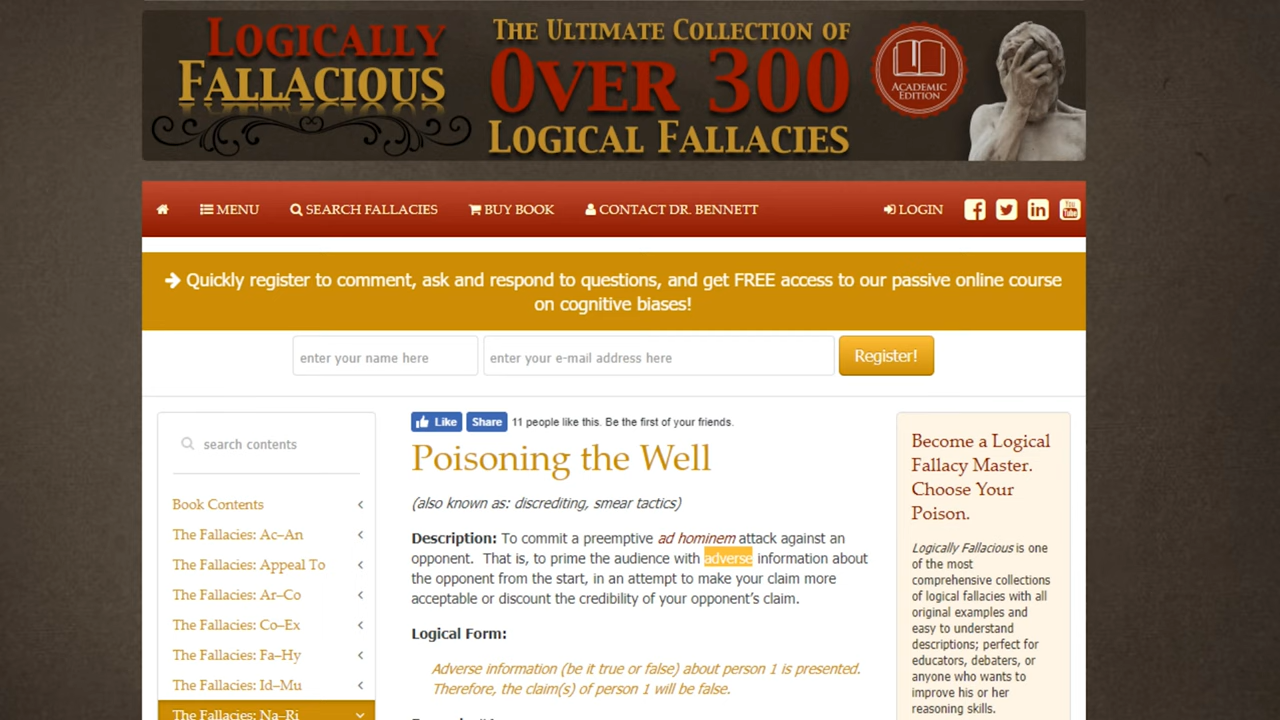 LOGICALLY
FALLACIOUS
THE ULTIMATE COLLECTION OF
OVER 300
LOGICAL FALLACIES
ACADEMIC
EDITION
MENU
SEARCH FALLACIES
BUY BOOK
CONTACT DR. BENNETT
LOGIN
You
Tube
Quickly register to comment, ask and respond to questions, and get FREE access to our passive online course
on cognitive biases!
enter your name here
enter your e-mail address here
Register!
search contents
Book Contents
The Fallacies: Ac–An
The Fallacies: Appeal To
The Fallacies: Ar–Co
The Fallacies: Co–Ex
The Fallacies: Fa–Hy
The Fallacies: Id–Mu
The Fallacies: Na–Ri
Like
Share
11 people like this. Be the first of your friends.
Poisoning the Well
(also known as: discrediting, smear tactics)
Description: To commit a preemptive ad hominem attack against an
opponent. That is, to prime the audience with adverse information about
the opponent from the start, in an attempt to make your claim more
acceptable or discount the credibility of your opponent’s claim.
Logical Form:
Adverse information (be it true or false) about person 1 is presented.
Therefore, the claim(s) of person 1 will be false.
Become a Logical
Fallacy Master.
Choose Your
Poison.
Logically Fallacious is one
of the most
comprehensive collections
of logical fallacies with all
original examples and
easy to understand
descriptions; perfect for
educators, debaters, or
anyone who wants to
improve his or her
reasoning skills.